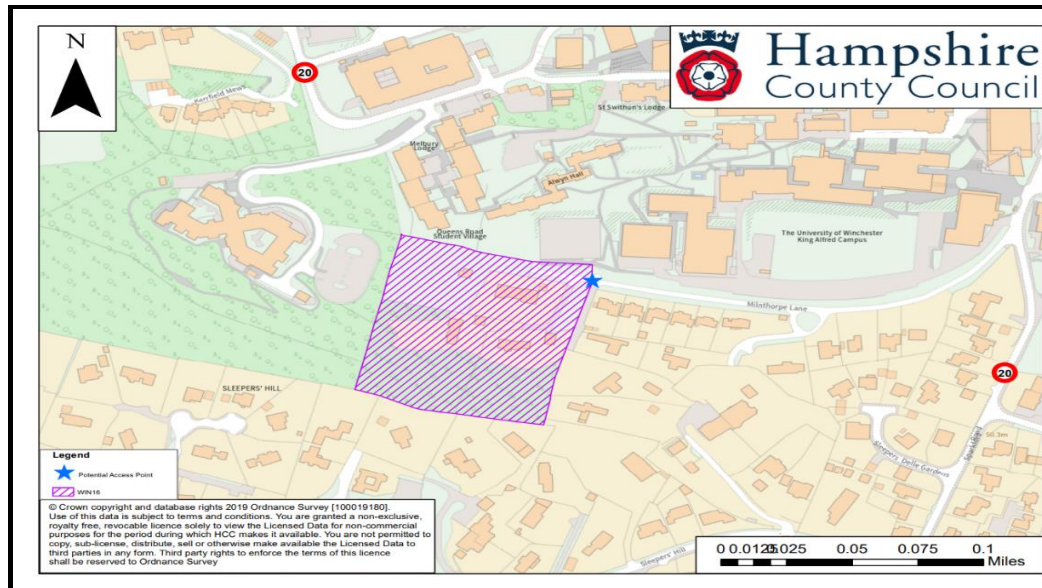 N
Hampshire
County Council
20
Berrfield Mews
St Swithun's Lodge
Melbury
Lodge
Alwyn Hall
Queens Road
Student Village
The University of Winchester
King Alfred Campus
Milnthorpe Lane
SLEEPERS' HILL
20
50.3m
Sleepers Delle Gardens
Sparkford
Sleepers' Hill
Legend
Potential Access Point
WIN16
© Crown copyright and database rights 2019 Ordnance Survey [100019180].
Use of this data is subject to terms and conditions. You are granted a non-exclusive,
royalty free, revocable licence solely to view the Licensed Data for non-commercial
purposes for the period during which HCC makes it available. You are not permitted to
copy, sub-license, distribute, sell or otherwise make available the Licensed Data to
third parties in any form. Third party rights to enforce the terms of this licence
shall be reserved to Ordnance Survey
0 0.0125 0.025 0.05 0.075 0.1
Miles